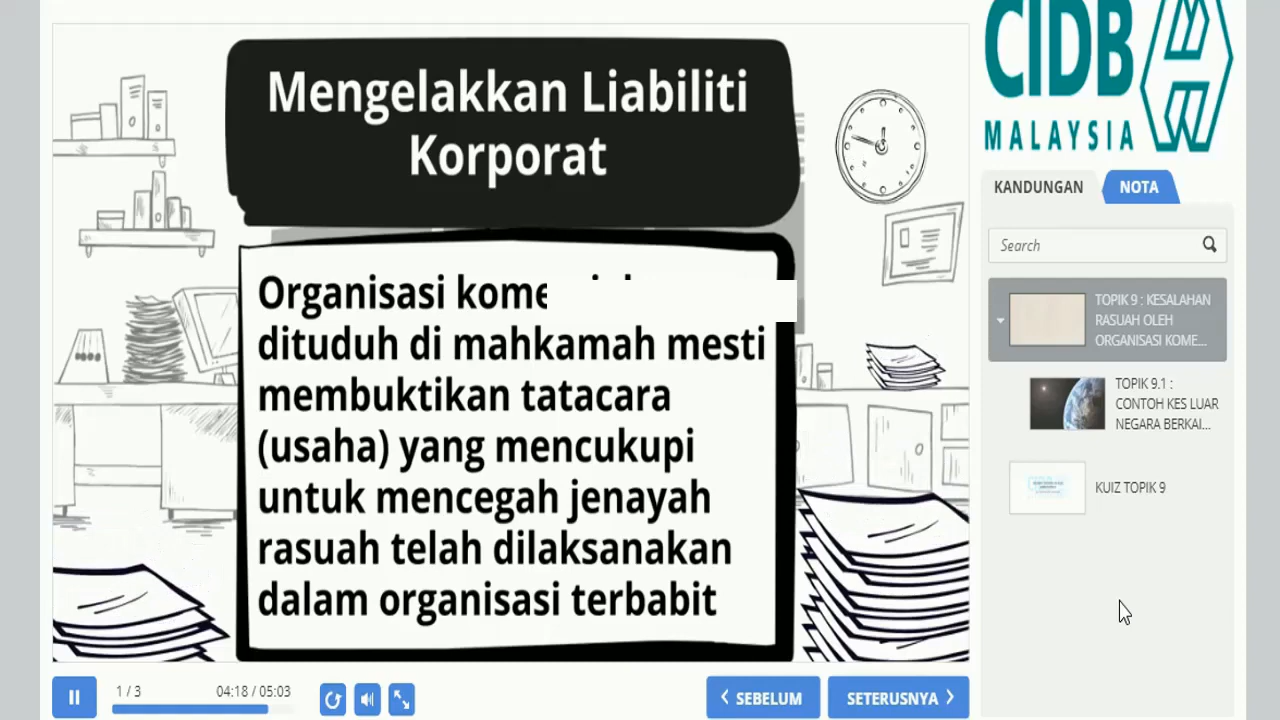 Mengelakkan Liabiliti
Korporat
Organisasi
dituduh di mahkamah mesti
membuktikan tatacara
(usaha) yang mencukupi
untuk mencegah jenayah
rasuah telah dilaksanakan
dalam organisasi terbabit
CIDB
MALAYSIA
KANDUNGAN
NOTA
Search
TOPIK 9 : KESALAHAN
RASUAH OLEH
ORGANISASI KOME...
TOPIK 9.1 :
CONTOH KES LUAR
NEGARA BERKAI...
KUIZ TOPIK 9
1 / 3 04:18 / 05:03
SEBELUM
SETERUSNYA